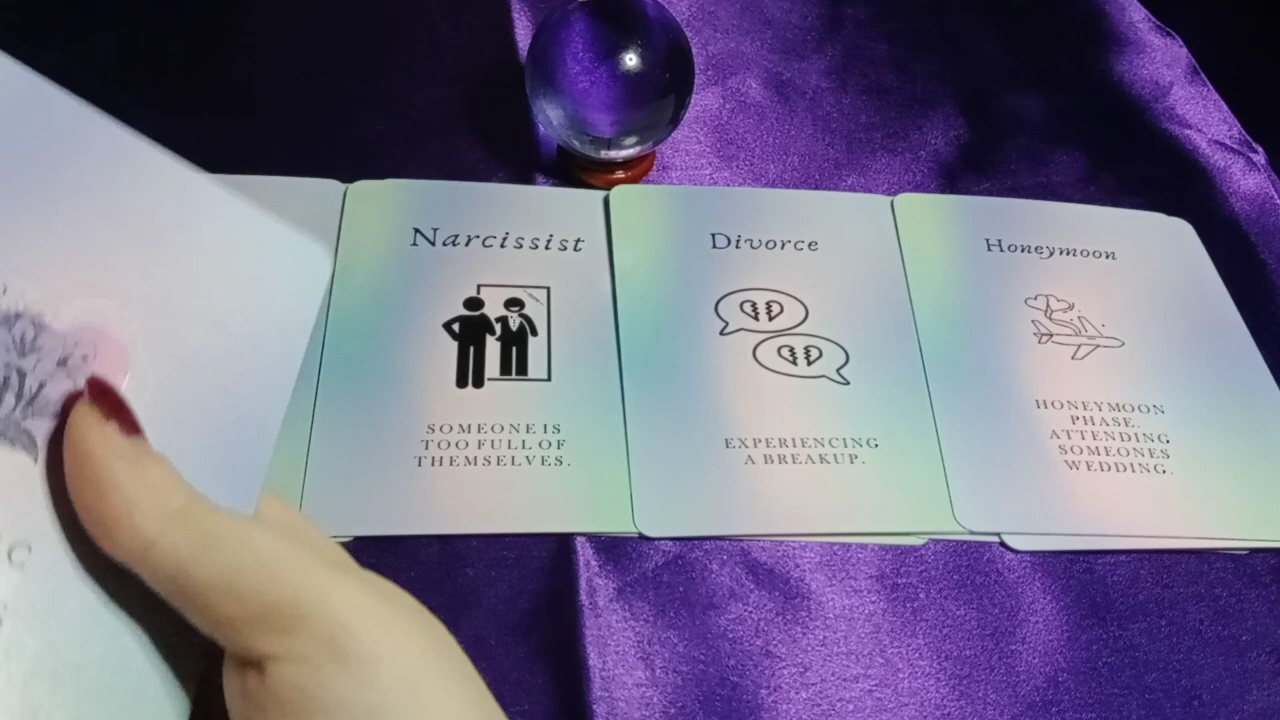 Narcissist
SOMEONE IS
TOO FULL OF
THEMSELVES.
Divorce
EXPERIENCING
A BREAKUP.
Honeymoon
HONEYMOON
PHASE.
ATTENDING
SOMEONES
WEDDING.